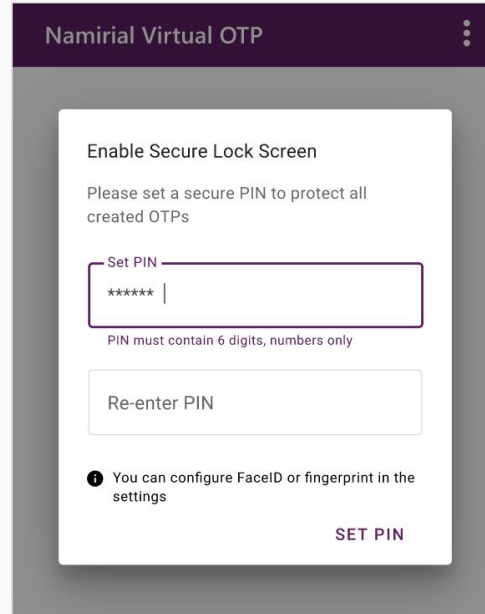 Namirial Virtual OTP
Enable Secure Lock Screen
Please set a secure PIN to protect all
created OTPs
Set PIN
******
PIN must contain 6 digits, numbers only
Re-enter PIN
You can configure FaceID or fingerprint in the
settings
SET PIN